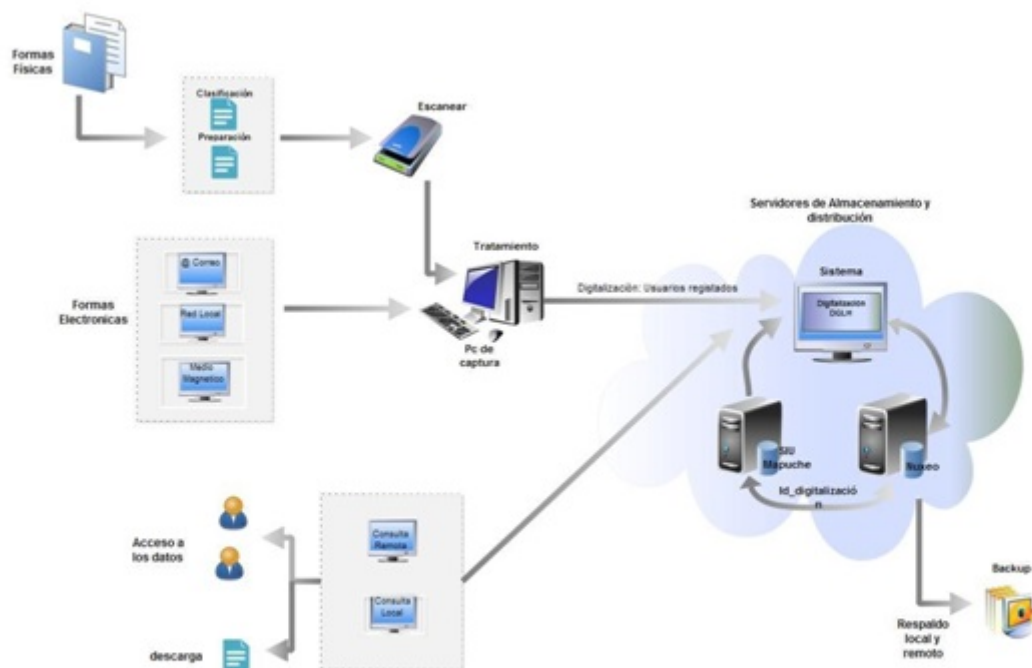 Formas
Físicas
Clasificación
Preparación
Escanear
Servidores de Almacenamiento y
distribución
Tratamiento
Sistema
@ Correo
Digitalización: Usuarios registados
Digitalización
DGLH
Formas
Electronicas
Red Local
Pc de
captura
Medio
Magnetico
SIU
Mapuche
Nuxeo
Id_digitalizació
n
Acceso a
los datos
Consulta
Remota
Backup
Consulta
Local
Respaldo
local y
remoto
descarga